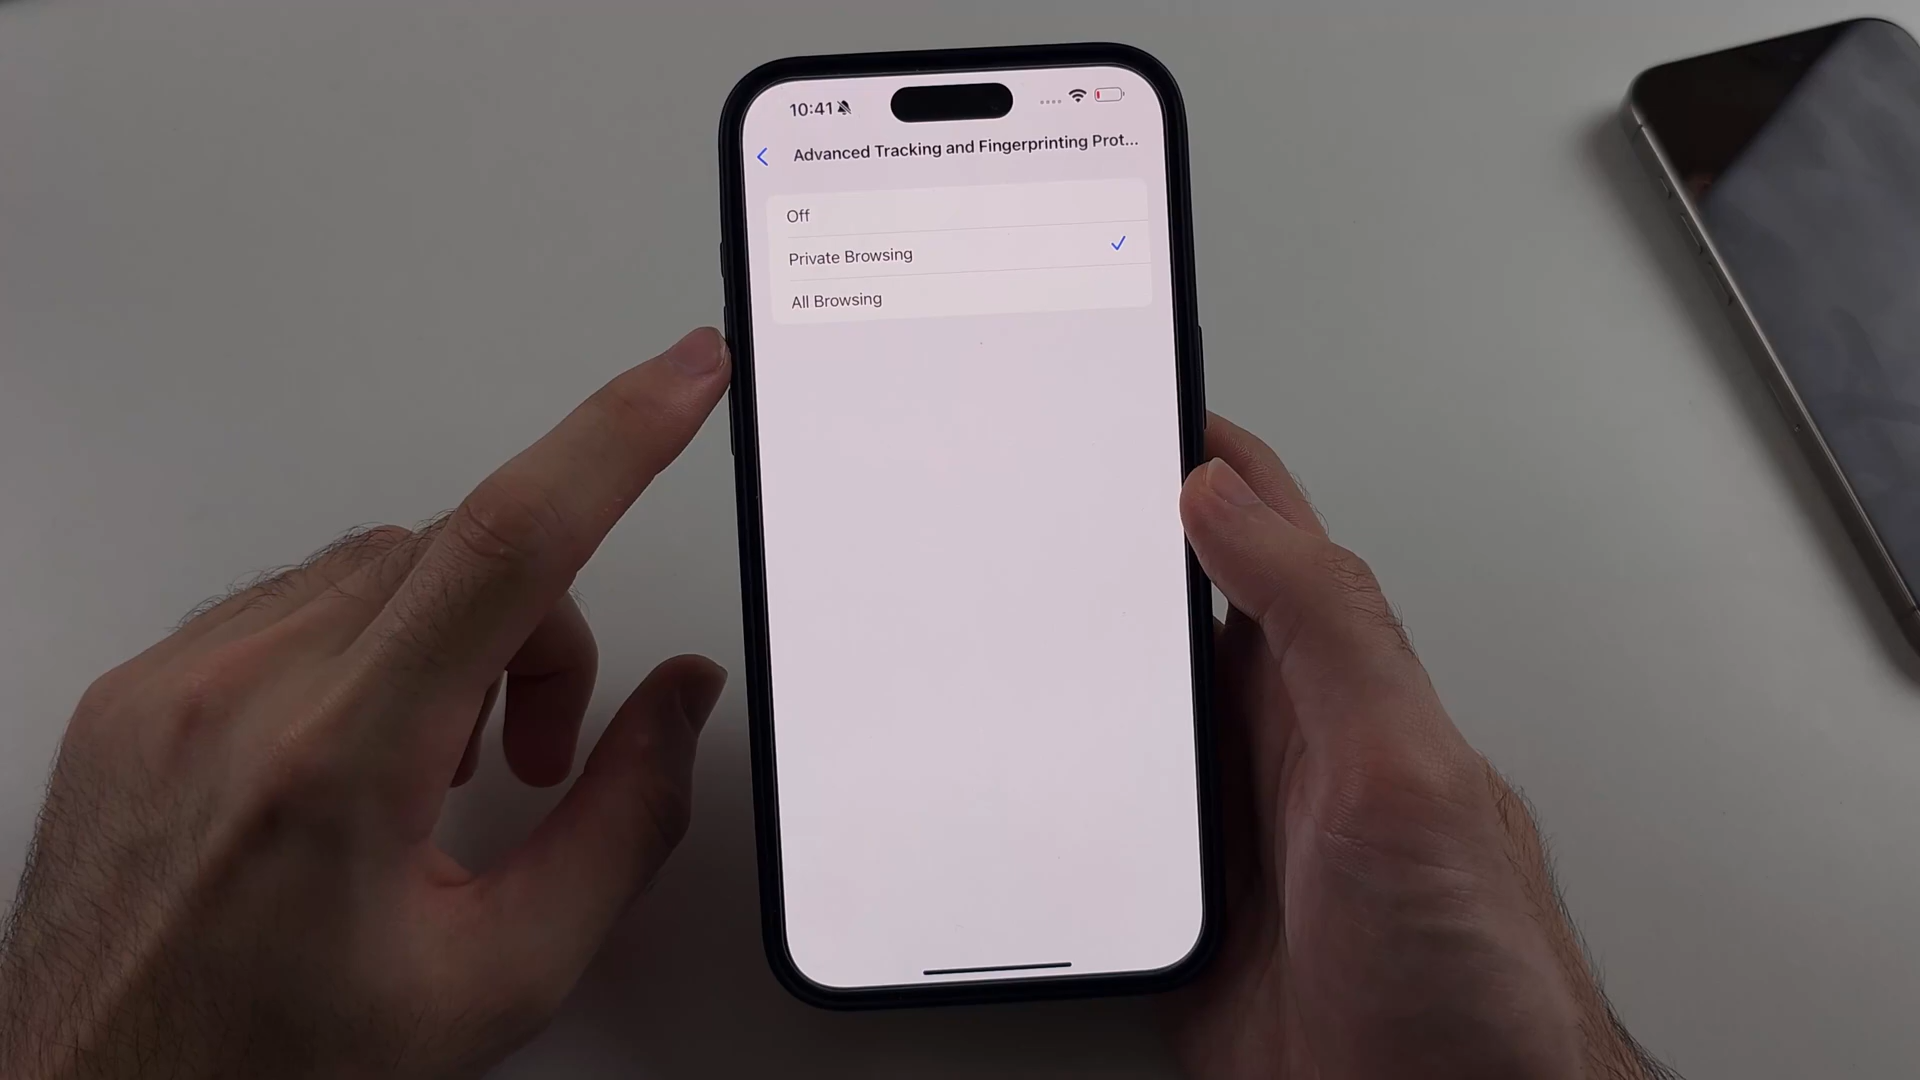 10:41
Advanced Tracking and Fingerprinting Prot...
Off
Private Browsing
All Browsing